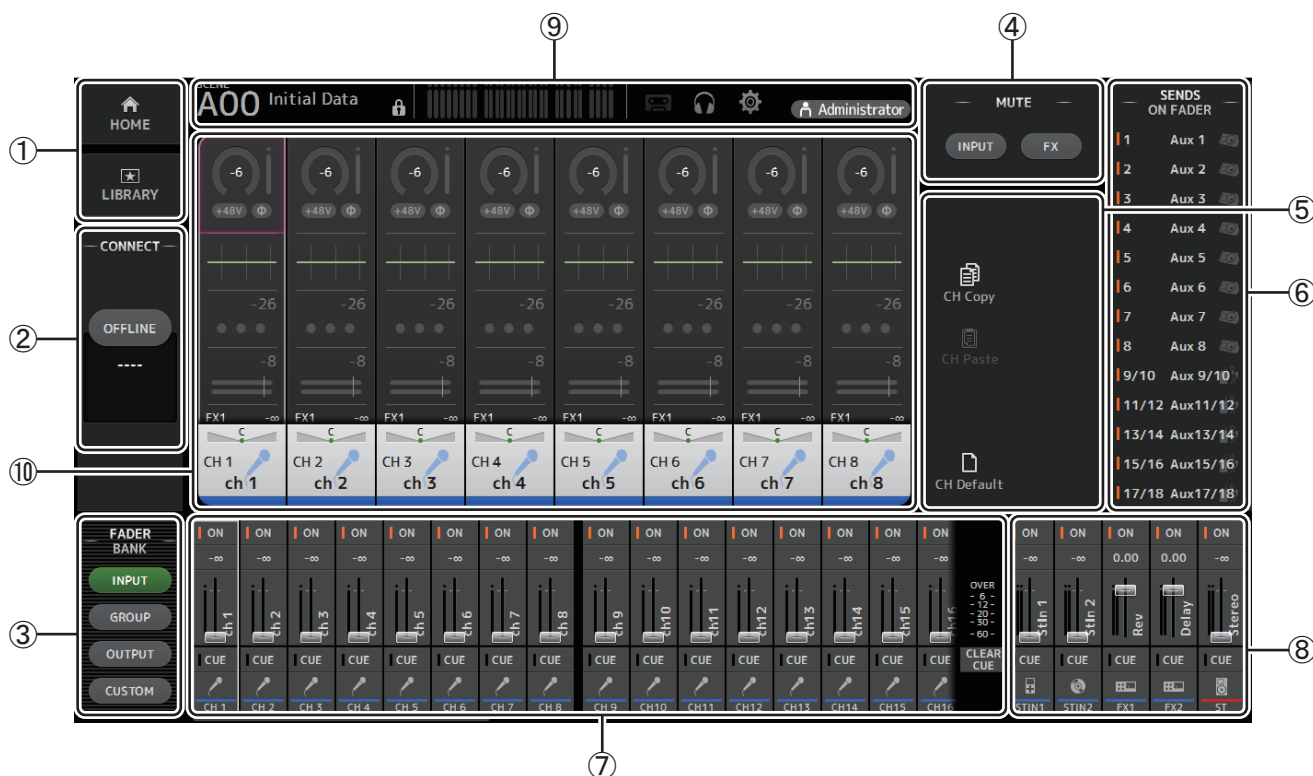 ⑨ ④
① ② ③ ⑩ ⑤ ⑥ ⑧ ⑦
HOME
LIBRARY
CONNECT
OFFLINE
----
FADER
BANK
INPUT
GROUP
OUTPUT
CUSTOM
SCENE
A00 Initial Data
Administrator
-6 -6 -6 -6 -6 -6 -6 -6
+48V Φ +48V Φ +48V Φ +48V Φ +48V Φ +48V Φ +48V Φ +48V Φ
-26 -26 -26 -26 -26 -26 -26 -26
-8 -8 -8 -8 -8 -8 -8 -8
FX1 -∞ FX1 -∞ FX1 -∞ FX1 -∞ FX1 -∞ FX1 -∞ FX1 -∞ FX1 -∞
C C C C C C C C
CH 1 CH 2 CH 3 CH 4 CH 5 CH 6 CH 7 CH 8
ch 1 ch 2 ch 3 ch 4 ch 5 ch 6 ch 7 ch 8
MUTE
INPUT FX
CH Copy
CH Paste
CH Default
SENDS
ON FADER
1 Aux 1
2 Aux 2
3 Aux 3
4 Aux 4
5 Aux 5
6 Aux 6
7 Aux 7
8 Aux 8
9/10 Aux 9/10
11/12 Aux11/12
13/14 Aux13/14
15/16 Aux15/16
17/18 Aux17/18
ON ON ON ON ON ON ON ON ON ON ON ON ON ON ON ON
-∞ -∞ -∞ -∞ -∞ -∞ -∞ -∞ -∞ -∞ -∞ -∞ -∞ -∞ -∞ -∞
ch 1 ch 2 ch 3 ch 4 ch 5 ch 6 ch 7 ch 8 ch 9 ch10 ch11 ch12 ch13 ch14 ch15 ch16
CUE CUE CUE CUE CUE CUE CUE CUE CUE CUE CUE CUE CUE CUE CUE CUE
CH 1 CH 2 CH 3 CH 4 CH 5 CH 6 CH 7 CH 8 CH 9 CH10 CH11 CH12 CH13 CH14 CH15 CH16
OVER
- 6 -
- 12 -
- 20 -
- 30 -
- 60 -
CLEAR
CUE
ON ON ON ON ON
-∞ -∞ 0.00 0.00 -∞
StIn 1 StIn 2 Rev Delay Stereo
CUE CUE CUE CUE CUE
STIN1 STIN2 FX1 FX2 ST